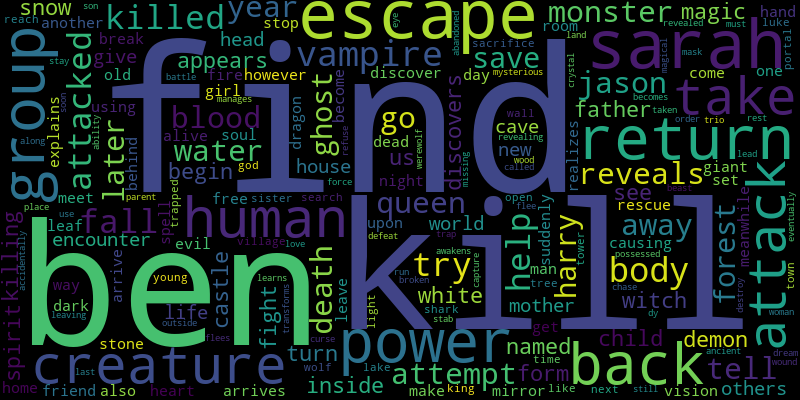 snow another killed year escape monster magic hand
son stop eye abandoned sacrifice room land revealed must luke
reach break head vampire save mask portal
stay give appears crystal magical come one
group attacked old fire however battle discover day mysterious sarah
using girl manages jason becomes taken take
explains find ghost become discovers father order trio rest
alive soul dragon go wall revealing cave new wood called return lead
later behind blood us dead
water house night werewolf missing realizes reveals giant set
begin god queen refuse force see beast
meet parent trapped free sister search open flee rescue
place use leaf fall human upon world suddenly away causing meanwhile attack
encounter spell village love defeat help man harry tower possessed forest town eventually
killing evil death trap awakens try tree body chase
spirit accidentally ben arrive young castle fight learns transforms leave light run broken capture kill white shark mother witch destroy woman
way dark life outside curse stab get dy
leaving stone flees power named child demon dream wound
creature turn wolf lake attempt time form back ancient tell
home last friend also heart arrives inside make king mirror like next still vision others